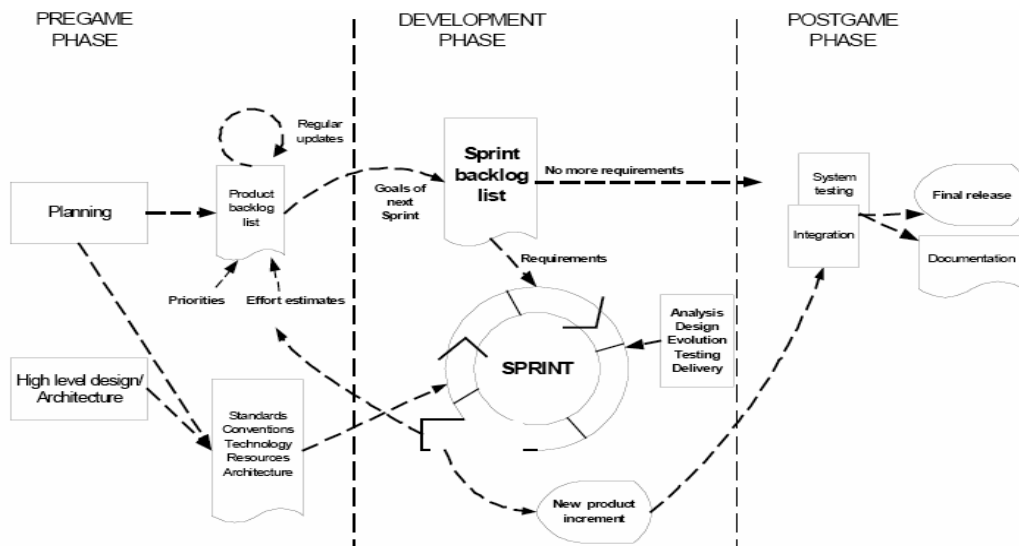 PREGAME
PHASE
DEVELOPMENT
PHASE
POSTGAME
PHASE
Regular
updates
Planning
Product
backlog
list
Goals of
next
Sprint
Sprint
backlog
list
No more requirements
System
testing
Integration
Final release
Documentation
Priorities
Effort estimates
Requirements
High level design/
Architecture
Standards
Conventions
Technology
Resources
Architecture
SPRINT
Analysis
Design
Evolution
Testing
Delivery
New product
increment